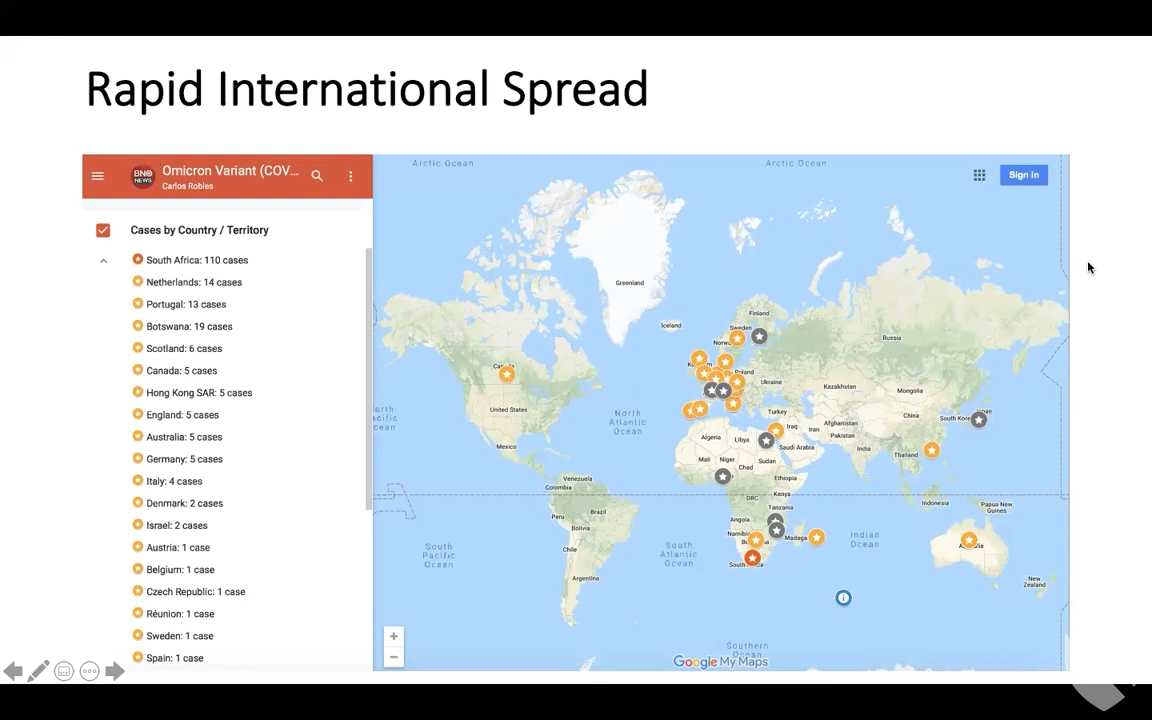 Rapid International Spread
BNO NEWS
Omicron Variant (COV...
Carlos Robles
Cases by Country / Territory
South Africa: 110 cases
Netherlands: 14 cases
Portugal: 13 cases
Botswana: 19 cases
Scotland: 6 cases
Canada: 5 cases
Hong Kong SAR: 5 cases
England: 5 cases
Australia: 5 cases
Germany: 5 cases
Italy: 4 cases
Denmark: 2 cases
Israel: 2 cases
Austria: 1 case
Belgium: 1 case
Czech Republic: 1 case
Réunion: 1 case
Sweden: 1 case
Spain: 1 case
Arctic Ocean
Arctic Ocean
Sign in
Greenland
Iceland
Finland
Sweden
Russia
Poland
Ukraine
Kazakhstan
Mongolia
United States
North Atlantic Ocean
Turkey
China
South Korea
Japan
Iraq
Iran
Afghanistan
Pakistan
Mexico
Algeria
Libya
Saudi Arabia
India
Thailand
Mali
Niger
Chad
Sudan
Venezuela
Colombia
Ethiopia
DRC
Kenya
Indonesia
Papua New Guinea
Peru
Brazil
Tanzania
Angola
Bolivia
Chile
South Pacific Ocean
South Atlantic Ocean
Indian Ocean
Argentina
New Zealand
Southern Ocean
Google My Maps